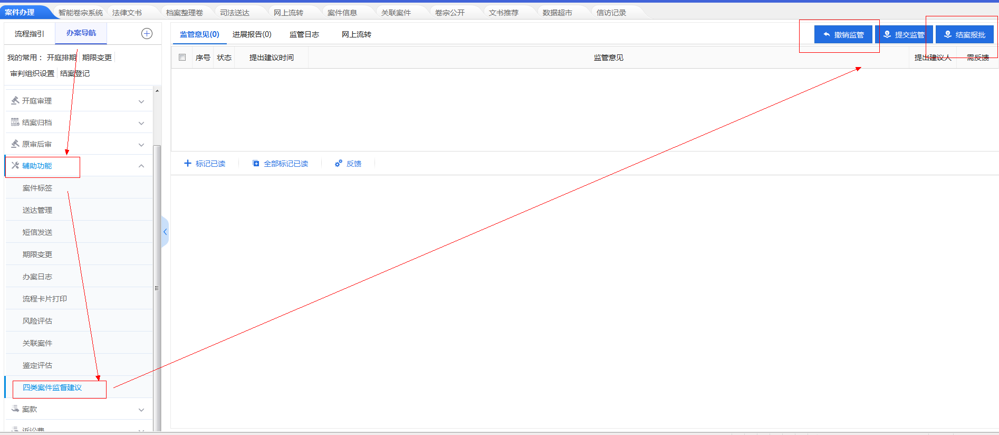 案件办理 智能卷宗系统 法律文书 档案整理卷 司法送达 网上流转 案件信息 关联案件 卷宗公开 文书推荐 数据超市 信访记录
流程指引 办案导航
我的常用： 开庭排期 期限变更
审判组织设置 结案登记
开庭审理
结案归档
原审后审
辅助功能
案件标签
送达管理
短信发送
期限变更
办案日志
流程卡片打印
风险评估
关联案件
鉴定评估
四类案件监督建议
案款
诉讼费
监管意见(0) 进展报告(0) 监管日志 网上流转
撤销监管 提交监管 结案报批
序号 状态 提出建议时间 监管意见 提出建议人 需反馈
标记已读 全部标记已读 反馈